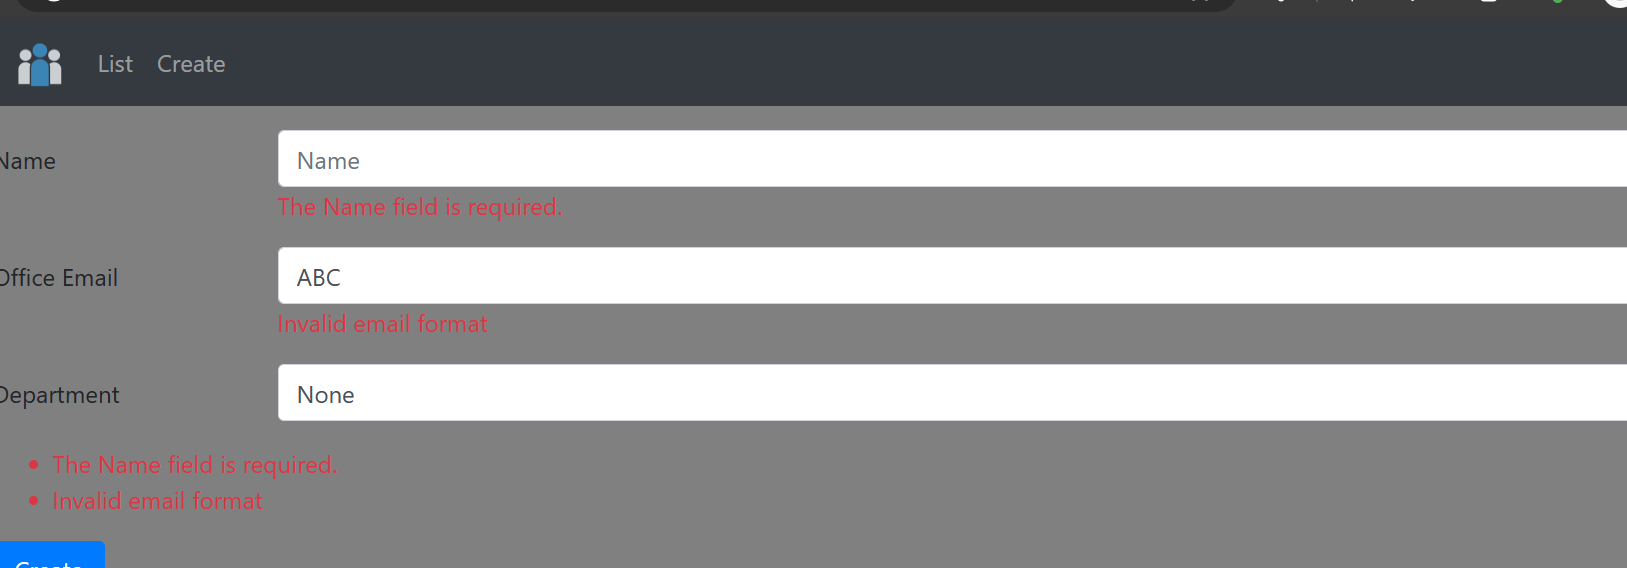 List Create
Name Name
The Name field is required.
Office Email ABC
Invalid email format
Department None
The Name field is required.
Invalid email format
Create